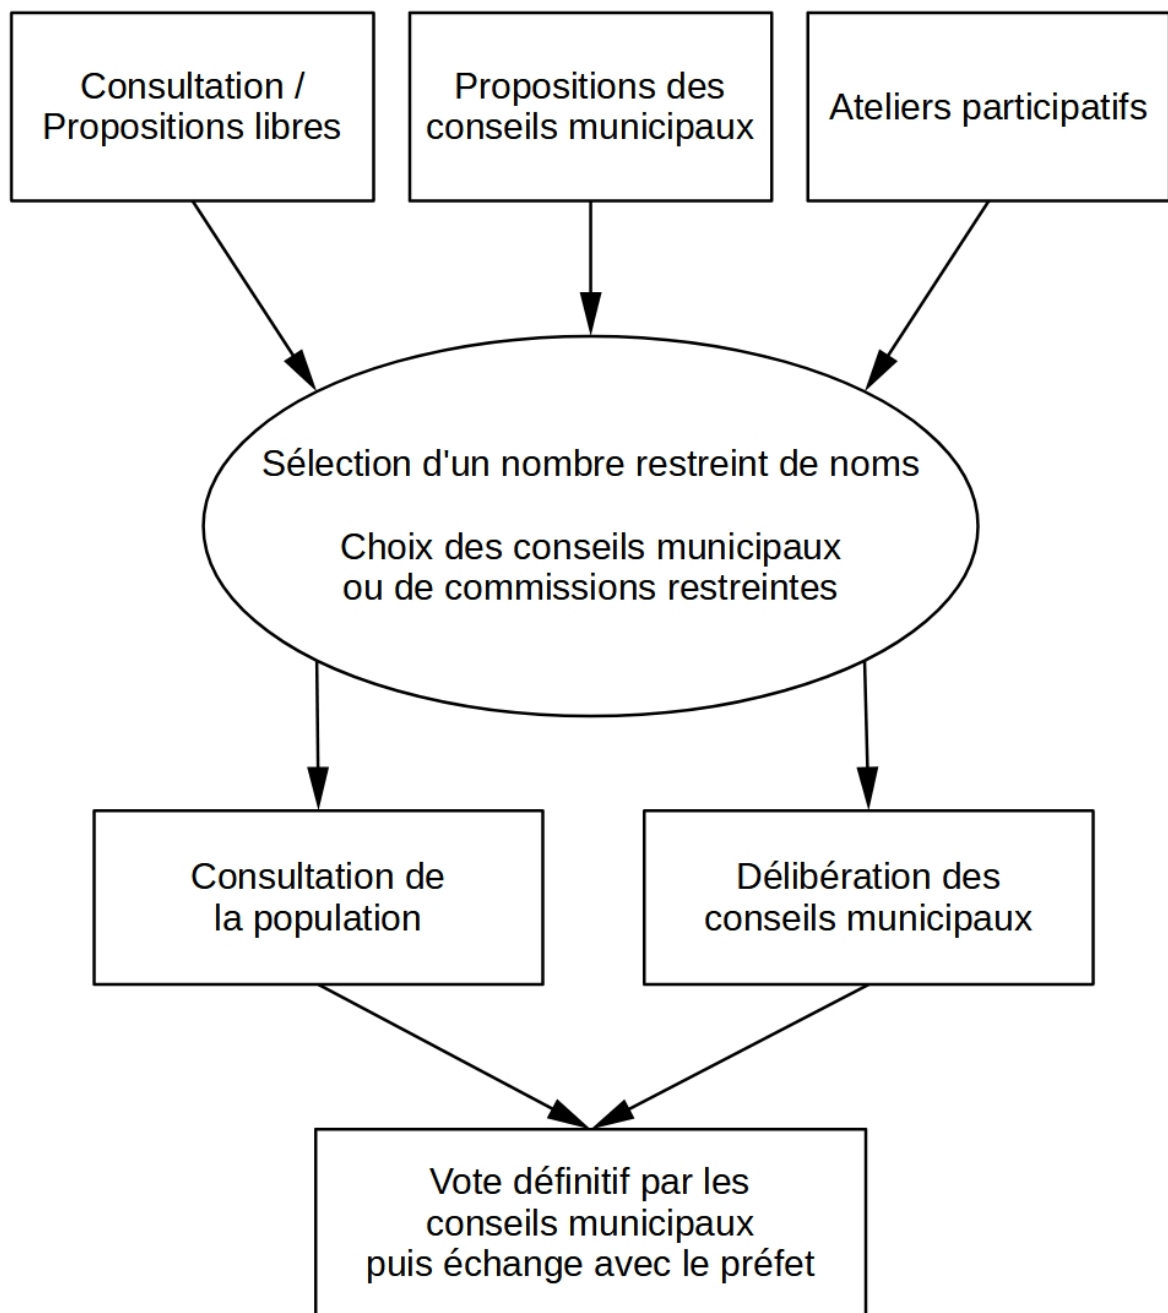 Consultation /
Propositions libres
Propositions des
conseils municipaux
Ateliers participatifs
Sélection d'un nombre restreint de noms
Choix des conseils municipaux
ou de commissions restreintes
Consultation de
la population
Délibération des
conseils municipaux
Vote définitif par les
conseils municipaux
puis échange avec le préfet